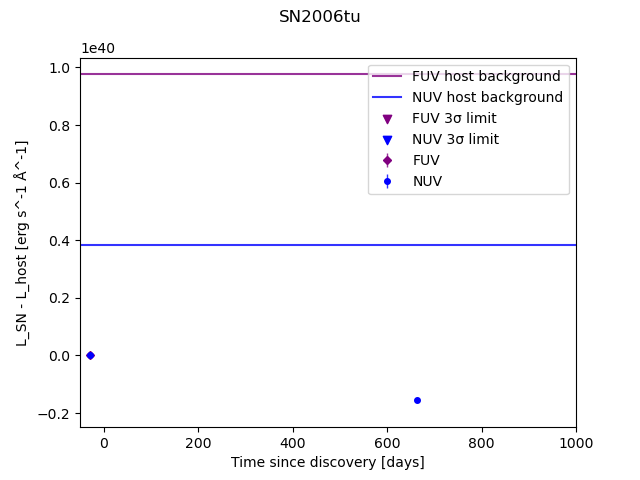 SN2006tu
1e40
FUV host background
NUV host background
FUV 3σ limit
NUV 3σ limit
FUV
NUV
L_SN - L_host [erg s^-1 Å^-1]
1.0
0.8
0.6
0.4
0.2
0.0
−0.2
0 200 400 600 800 1000
Time since discovery [days]